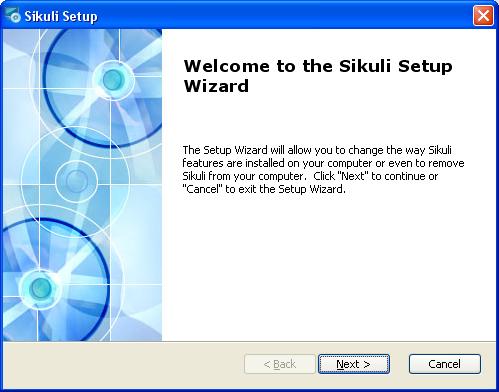 Sikuli Setup
Welcome to the Sikuli Setup
Wizard
The Setup Wizard will allow you to change the way Sikuli
features are installed on your computer or even to remove
Sikuli from your computer.  Click "Next" to continue or
"Cancel" to exit the Setup Wizard.
< Back
Next >
Cancel